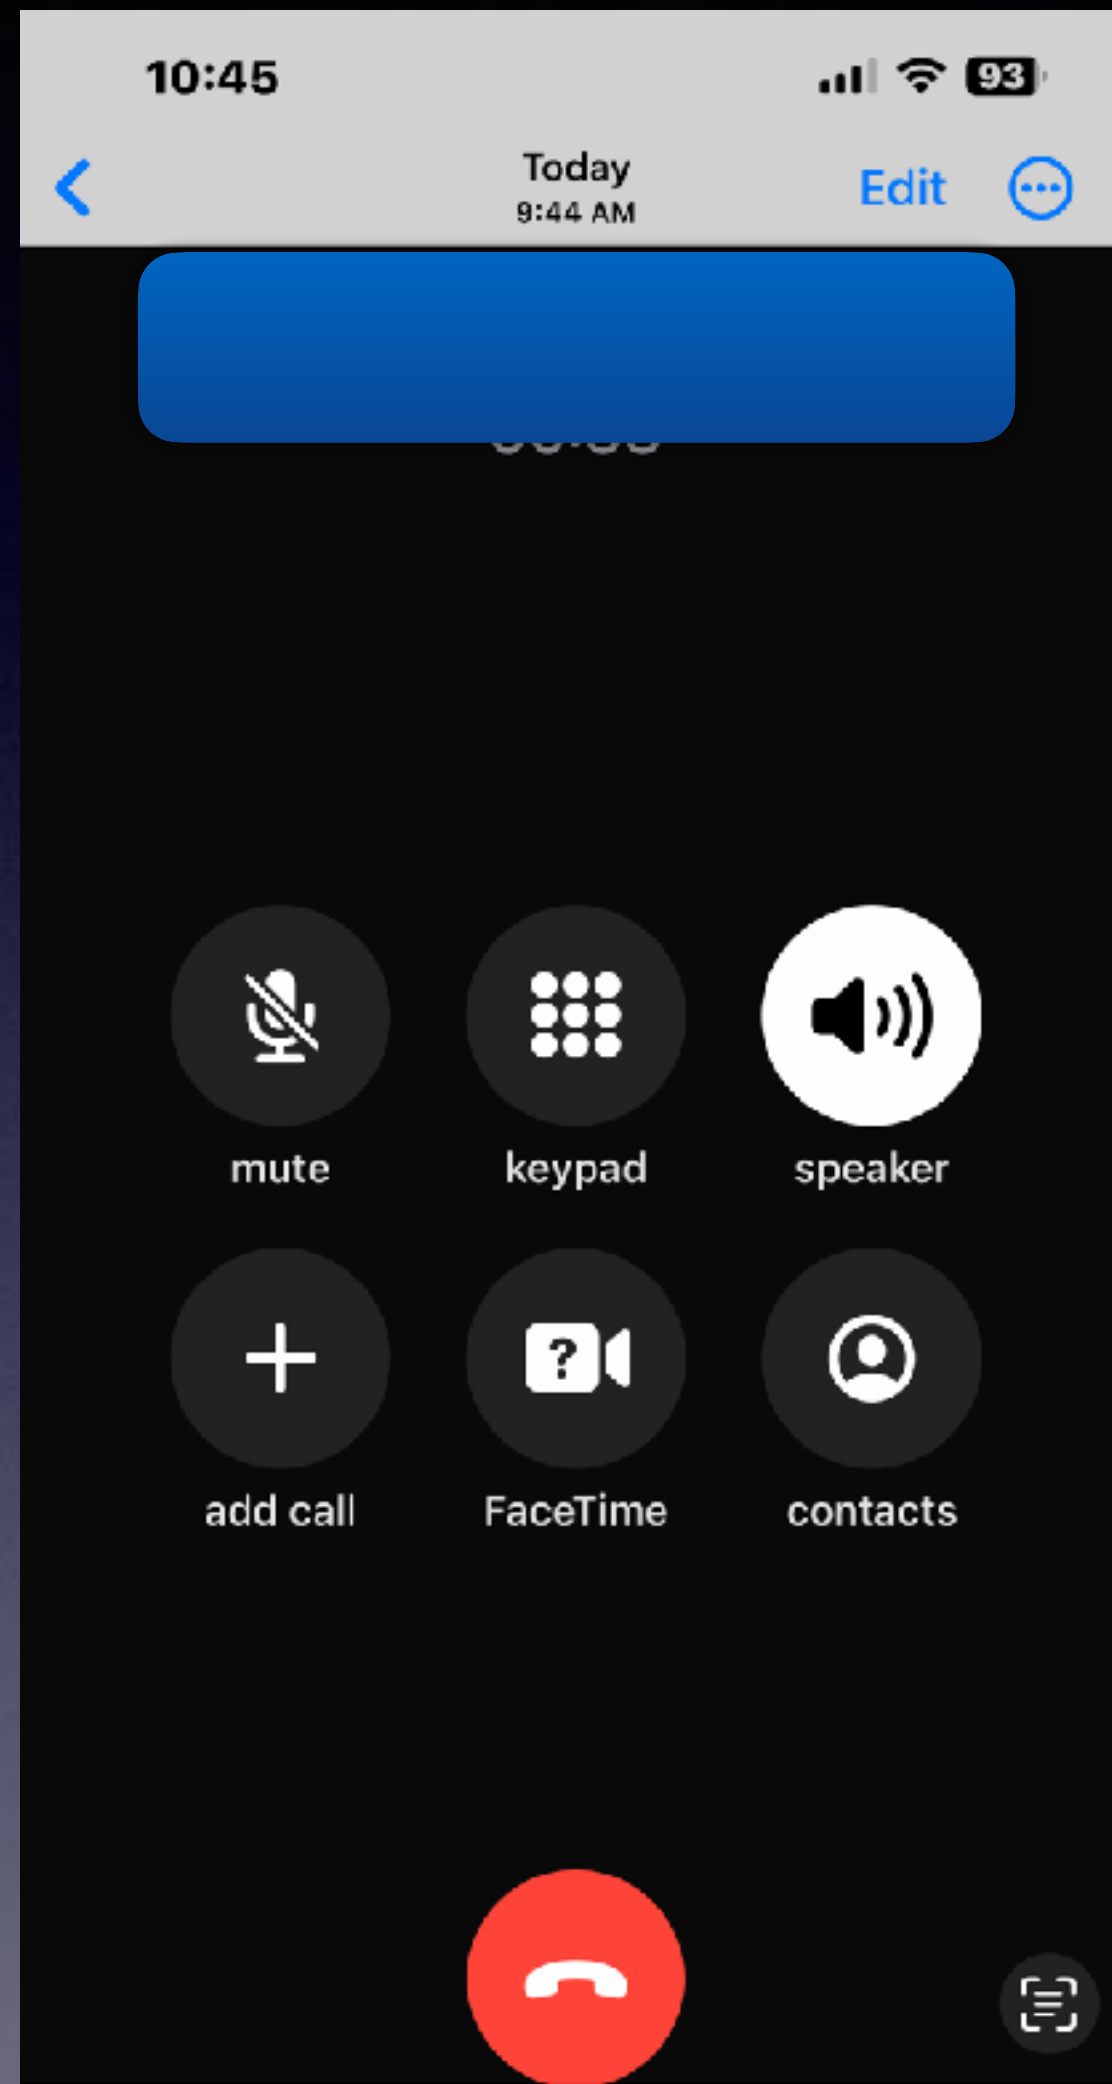 10:45 93
Today
9:44 AM
Edit
mute keypad speaker
?
add call FaceTime contacts